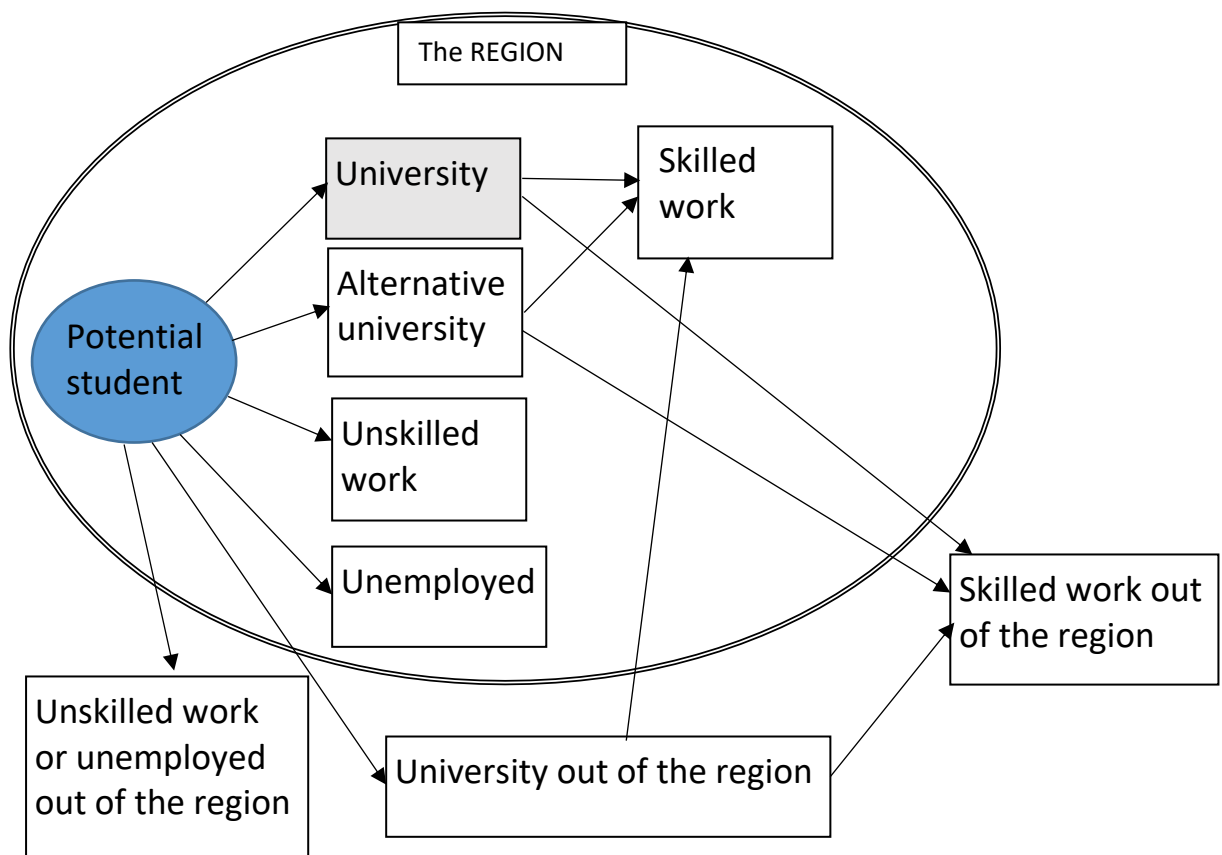 The REGION
University
Skilled
work
Alternative
university
Potential
student
Unskilled
work
Unemployed
Skilled work out
of the region
Unskilled work
or unemployed
out of the region
University out of the region